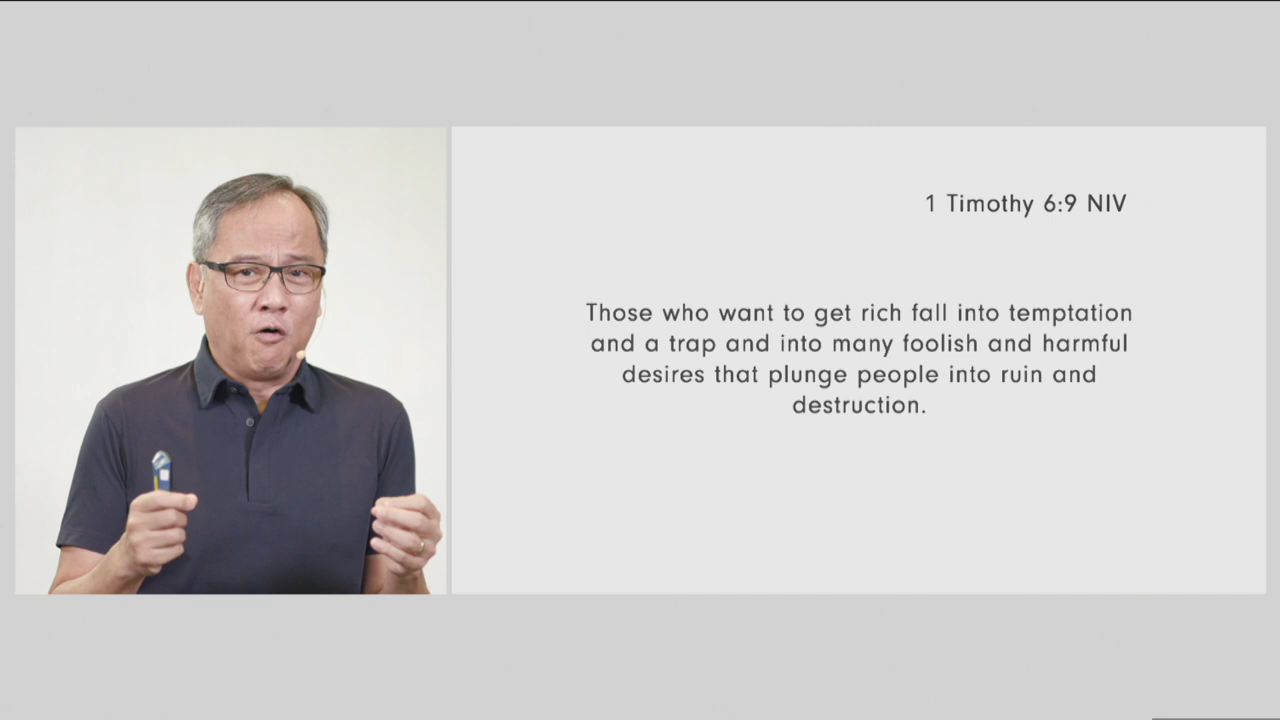 1 Timothy 6:9 NIV
Those who want to get rich fall into temptation
and a trap and into many foolish and harmful
desires that plunge people into ruin and
destruction.